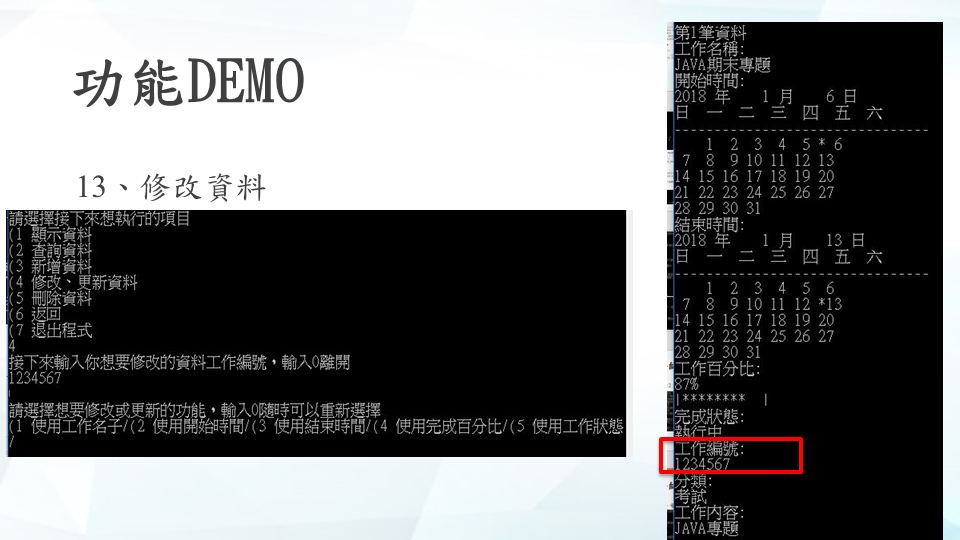 功能DEMO
13、修改資料
請選擇接下來想執行的項目
(1 顯示資料
(2 查詢資料
(3 新增資料
(4 修改、更新資料
(5 刪除資料
(6 返回
(7 退出程式
4
接下來輸入你想要修改的資料工作編號，輸入0離開
1234567
請選擇想要修改或更新的功能，輸入0隨時可以重新選擇
(1 使用工作名子/(2 使用開始時間/(3 使用結束時間/(4 使用完成百分比/(5 使用工作狀態
/
第1筆資料
工作名稱:
JAVA期末專題
開始時間:
2018 年 1 月 6 日
日 一 二 三 四 五 六
--------------------------------
1 2 3 4 5 * 6
7 8 9 10 11 12 13
14 15 16 17 18 19 20
21 22 23 24 25 26 27
28 29 30 31
結束時間:
2018 年 1 月 13 日
日 一 二 三 四 五 六
--------------------------------
1 2 3 4 5 6
7 8 9 10 11 12 *13
14 15 16 17 18 19 20
21 22 23 24 25 26 27
28 29 30 31
工作百分比:
87%
|******** |
完成狀態:
執行中
工作編號:
1234567
分類:
考試
工作內容:
JAVA專題